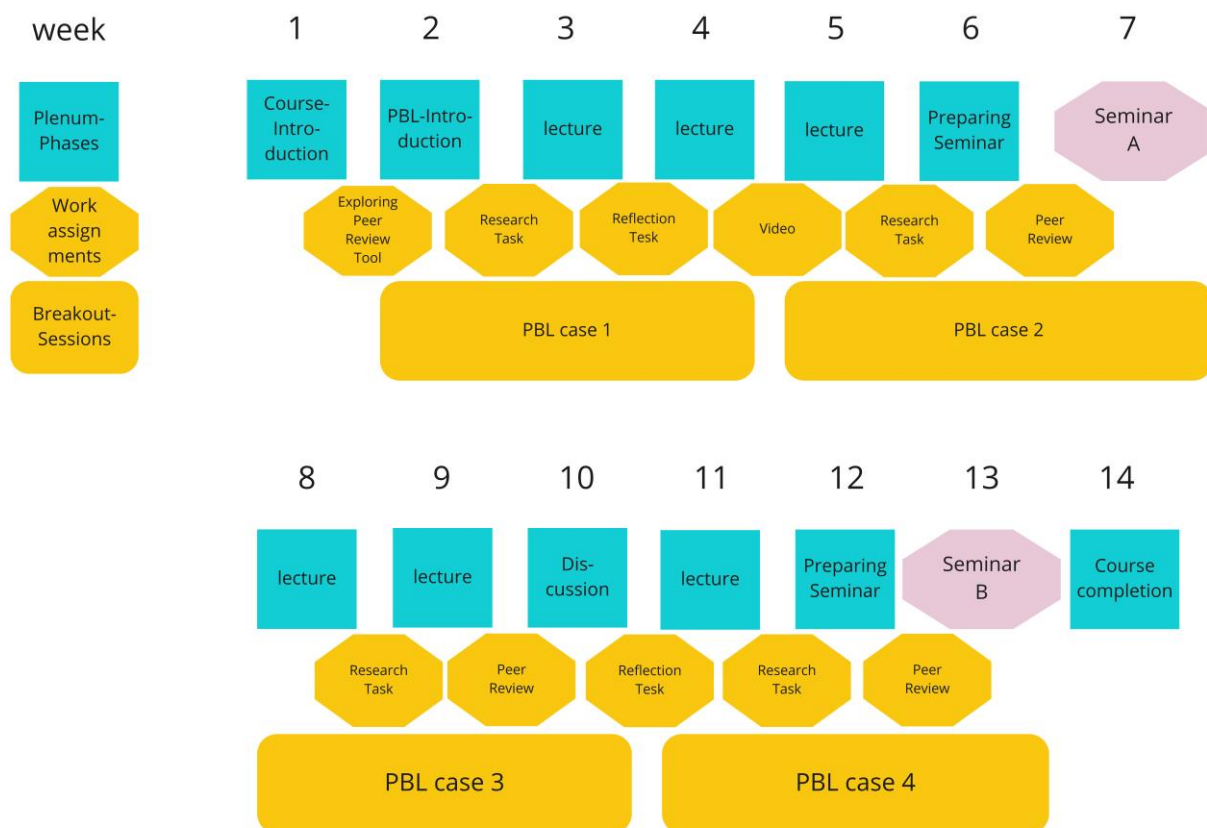 week 1 2 3 4 5 6 7
Plenum-
Phases
Course-
Intro-
duction
PBL-Intro-
duction
lecture
lecture
lecture
Preparing
Seminar
Seminar
A
Work
assign
ments
Exploring
Peer
Review
Tool
Research
Task
Reflection
Tesk
Video
Research
Task
Peer
Review
Breakout-
Sessions
PBL case 1
PBL case 2
8 9 10 11 12 13 14
lecture
lecture
Dis-
cussion
lecture
Preparing
Seminar
Seminar
B
Course
completion
Research
Task
Peer
Review
Reflection
Tesk
Research
Task
Peer
Review
PBL case 3
PBL case 4